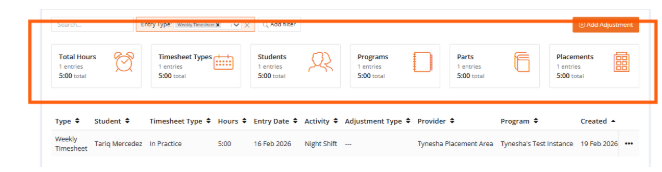 Search... Entry Type: Weekly Timesheet x Add filter Add Adjustment
Total Hours Timesheet Types Students Programs Parts Placements
1 entries 1 entries 1 entries 1 entries 1 entries 1 entries
5:00 total 5:00 total 5:00 total 5:00 total 5:00 total 5:00 total
Type Student Timesheet Type Hours Entry Date Activity Adjustment Type Provider Program Created
Weekly
Timesheet Tariq Mercedez In Practice 5:00 16 Feb 2026 Night Shift --- Tynesha Placement Area Tynesha's Test Instance 19 Feb 2026 •••